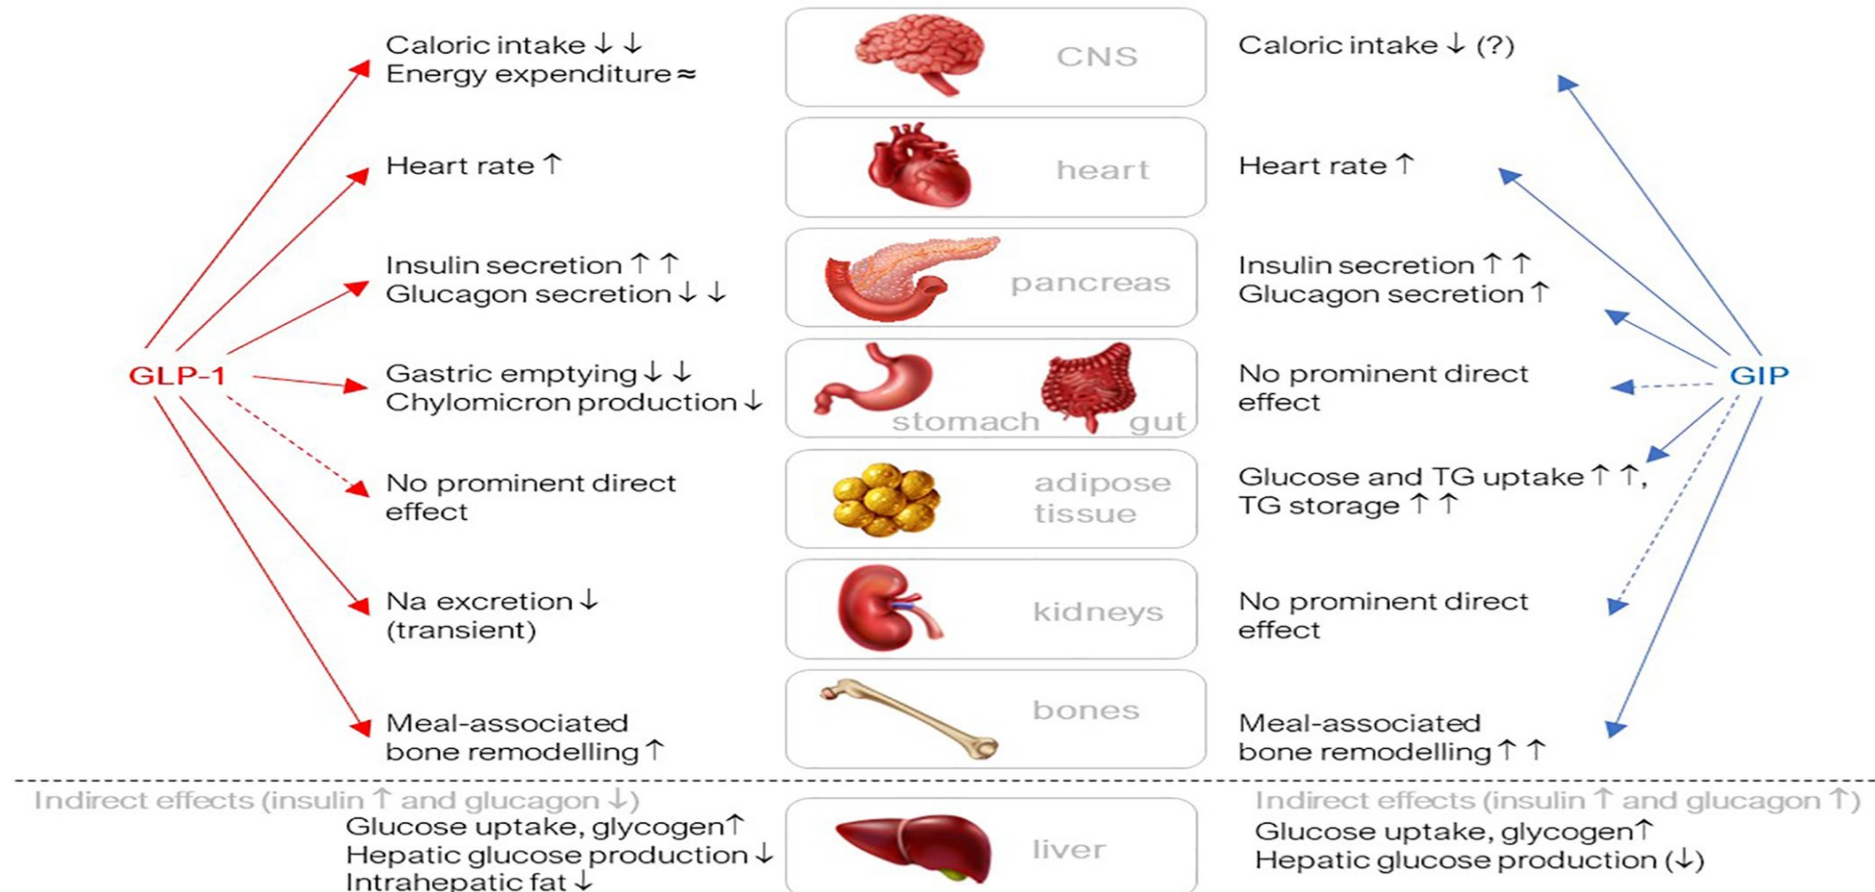 Caloric intake ↓ ↓
Energy expenditure ≈
CNS
Caloric intake ↓ (?)
Heart rate ↑
heart
Heart rate ↑
Insulin secretion ↑ ↑
Glucagon secretion ↓ ↓
pancreas
Insulin secretion ↑ ↑
Glucagon secretion ↑
GLP-1
Gastric emptying ↓ ↓
Chylomicron production ↓
stomach
gut
No prominent direct
effect
GIP
No prominent direct
effect
adipose
tissue
Glucose and TG uptake ↑ ↑,
TG storage ↑ ↑
Na excretion ↓
(transient)
kidneys
No prominent direct
effect
Meal-associated
bone remodelling ↑
bones
Meal-associated
bone remodelling ↑ ↑
Indirect effects (insulin ↑ and glucagon ↓)
Glucose uptake, glycogen↑
Hepatic glucose production ↓
Intrahepatic fat ↓
liver
Indirect effects (insulin ↑ and glucagon ↑)
Glucose uptake, glycogen↑
Hepatic glucose production (↓)